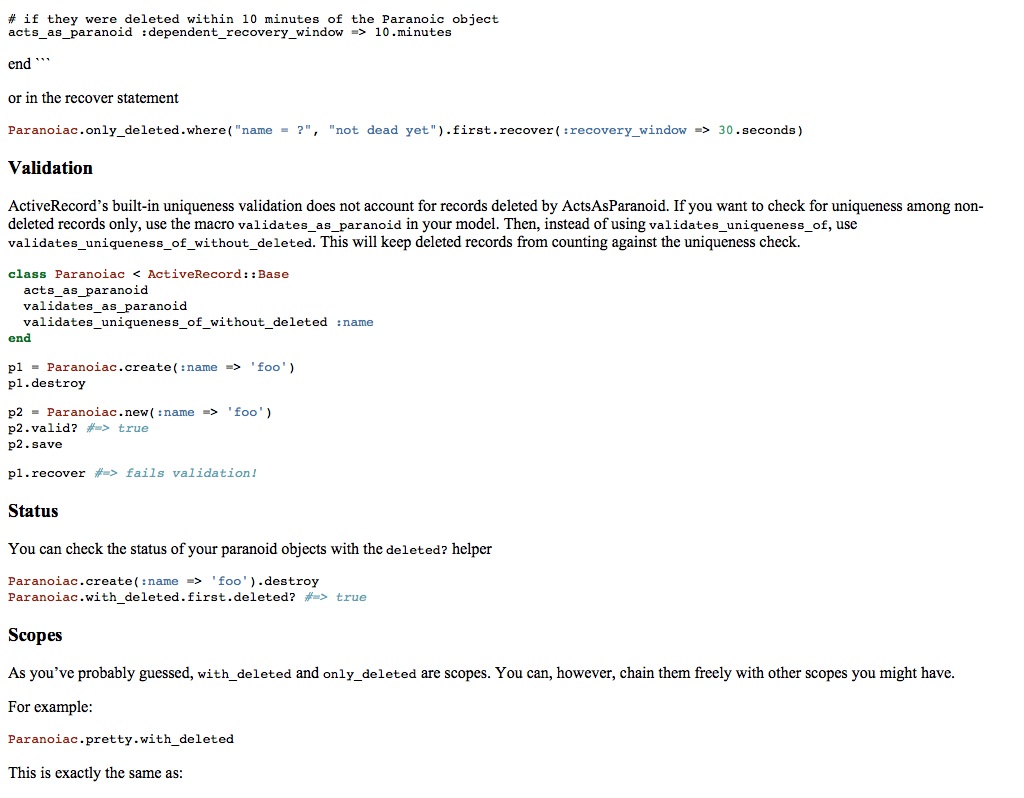 # if they were deleted within 10 minutes of the Paranoic object
acts_as_paranoid :dependent_recovery_window => 10.minutes
end ```
or in the recover statement
Paranoiac.only_deleted.where("name = ?", "not dead yet").first.recover(:recovery_window => 30.seconds)
Validation
ActiveRecord’s built-in uniqueness validation does not account for records deleted by ActsAsParanoid. If you want to check for uniqueness among non-
deleted records only, use the macro validates_as_paranoid in your model. Then, instead of using validates_uniqueness_of, use
validates_uniqueness_of_without_deleted. This will keep deleted records from counting against the uniqueness check.
class Paranoiac < ActiveRecord::Base
  acts_as_paranoid
  validates_as_paranoid
  validates_uniqueness_of_without_deleted :name
end
p1 = Paranoiac.create(:name => 'foo')
p1.destroy
p2 = Paranoiac.new(:name => 'foo')
p2.valid? #=> true
p2.save
p1.recover #=> fails validation!
Status
You can check the status of your paranoid objects with the deleted? helper
Paranoiac.create(:name => 'foo').destroy
Paranoiac.with_deleted.first.deleted? #=> true
Scopes
As you’ve probably guessed, with_deleted and only_deleted are scopes. You can, however, chain them freely with other scopes you might have.
For example:
Paranoiac.pretty.with_deleted
This is exactly the same as: